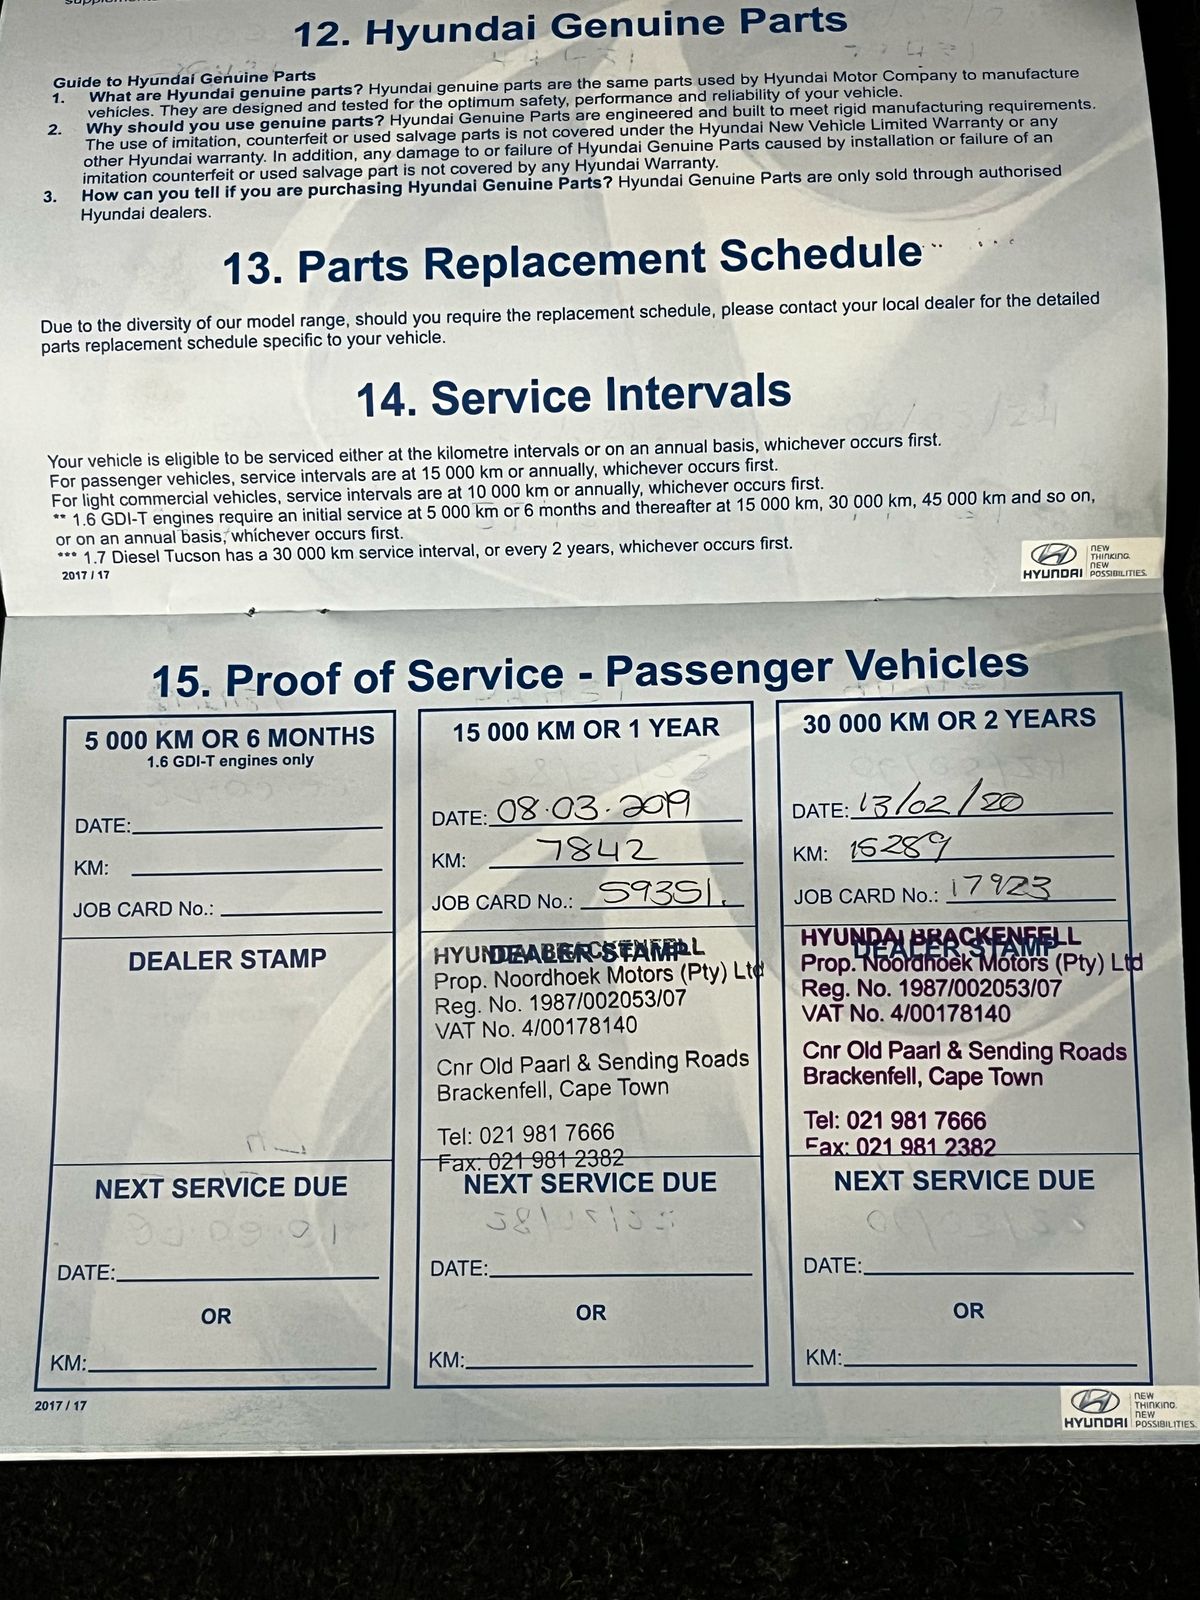 12. Hyundai Genuine Parts
Guide to Hyundai Genuine Parts
1. What are Hyundai genuine parts? Hyundai genuine parts are the same parts used by Hyundai Motor Company to manufacture
vehicles. They are designed and tested for the optimum safety, performance and reliability of your vehicle.
2. Why should you use genuine parts? Hyundai Genuine Parts are engineered and built to meet rigid manufacturing requirements.
The use of imitation, counterfeit or used salvage parts is not covered under the Hyundai New Vehicle Limited Warranty or any
other Hyundai warranty. In addition, any damage to or failure of Hyundai Genuine Parts caused by installation or failure of an
imitation counterfeit or used salvage part is not covered by any Hyundai Warranty.
3. How can you tell if you are purchasing Hyundai Genuine Parts? Hyundai Genuine Parts are only sold through authorised
Hyundai dealers.
13. Parts Replacement Schedule
Due to the diversity of our model range, should you require the replacement schedule, please contact your local dealer for the detailed
parts replacement schedule specific to your vehicle.
14. Service Intervals
Your vehicle is eligible to be serviced either at the kilometre intervals or on an annual basis, whichever occurs first.
For passenger vehicles, service intervals are at 15 000 km or annually, whichever occurs first.
For light commercial vehicles, service intervals are at 10 000 km or annually, whichever occurs first.
** 1.6 GDI-T engines require an initial service at 5 000 km or 6 months and thereafter at 15 000 km, 30 000 km, 45 000 km and so on,
or on an annual basis, whichever occurs first.
*** 1.7 Diesel Tucson has a 30 000 km service interval, or every 2 years, whichever occurs first.
2017 / 17
HYUNDAI
NEW
THINKING.
NEW
POSSIBILITIES.
15. Proof of Service - Passenger Vehicles
5 000 KM OR 6 MONTHS
1.6 GDI-T engines only
DATE:
KM:
JOB CARD No.:
DEALER STAMP
NEXT SERVICE DUE
DATE:
OR
KM:
15 000 KM OR 1 YEAR
DATE: 08.03.2019
KM: 7842
JOB CARD No.: 59351.
DEALER STAMP
HYUNDAI BRACKENFELL
Prop. Noordhoek Motors (Pty) Ltd
Reg. No. 1987/002053/07
VAT No. 4/00178140
Cnr Old Paarl & Sending Roads
Brackenfell, Cape Town
Tel: 021 981 7666
Fax: 021 981 2382
NEXT SERVICE DUE
DATE:
OR
KM:
30 000 KM OR 2 YEARS
DATE: 13/02/20
KM: 15289
JOB CARD No.: 17923
DEALER STAMP
HYUNDAI BRACKENFELL
Prop. Noordhoek Motors (Pty) Ltd
Reg. No. 1987/002053/07
VAT No. 4/00178140
Cnr Old Paarl & Sending Roads
Brackenfell, Cape Town
Tel: 021 981 7666
Fax: 021 981 2382
NEXT SERVICE DUE
DATE:
OR
KM:
2017 / 17
HYUNDAI
NEW
THINKING.
NEW
POSSIBILITIES.